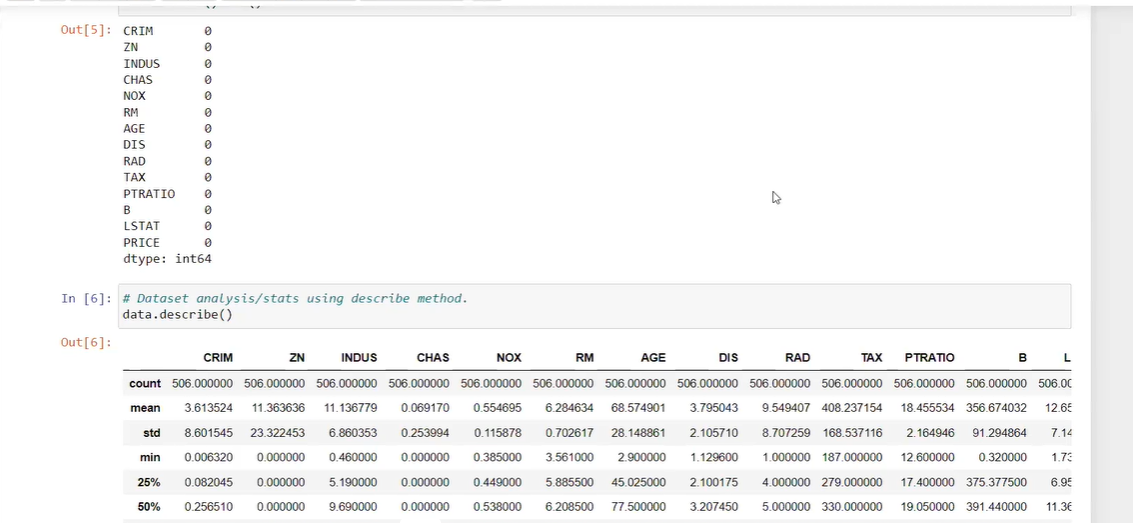 Out[5]: CRIM 0
ZN 0
INDUS 0
CHAS 0
NOX 0
RM 0
AGE 0
DIS 0
RAD 0
TAX 0
PTRATIO 0
B 0
LSTAT 0
PRICE 0
dtype: int64
In [6]: # Dataset analysis/stats using describe method.
data.describe()
Out[6]:
CRIM ZN INDUS CHAS NOX RM AGE DIS RAD TAX PTRATIO B L
count 506.000000 506.000000 506.000000 506.000000 506.000000 506.000000 506.000000 506.000000 506.000000 506.000000 506.000000 506.000000 506.00
mean 3.613524 11.363636 11.136779 0.069170 0.554695 6.284634 68.574901 3.795043 9.549407 408.237154 18.455534 356.674032 12.65
std 8.601545 23.322453 6.860353 0.253994 0.115878 0.702617 28.148861 2.105710 8.707259 168.537116 2.164946 91.294864 7.14
min 0.006320 0.000000 0.460000 0.000000 0.385000 3.561000 2.900000 1.129600 1.000000 187.000000 12.600000 0.320000 1.73
25% 0.082045 0.000000 5.190000 0.000000 0.449000 5.885500 45.025000 2.100175 4.000000 279.000000 17.400000 375.377500 6.95
50% 0.256510 0.000000 9.690000 0.000000 0.538000 6.208500 77.500000 3.207450 5.000000 330.000000 19.050000 391.440000 11.36